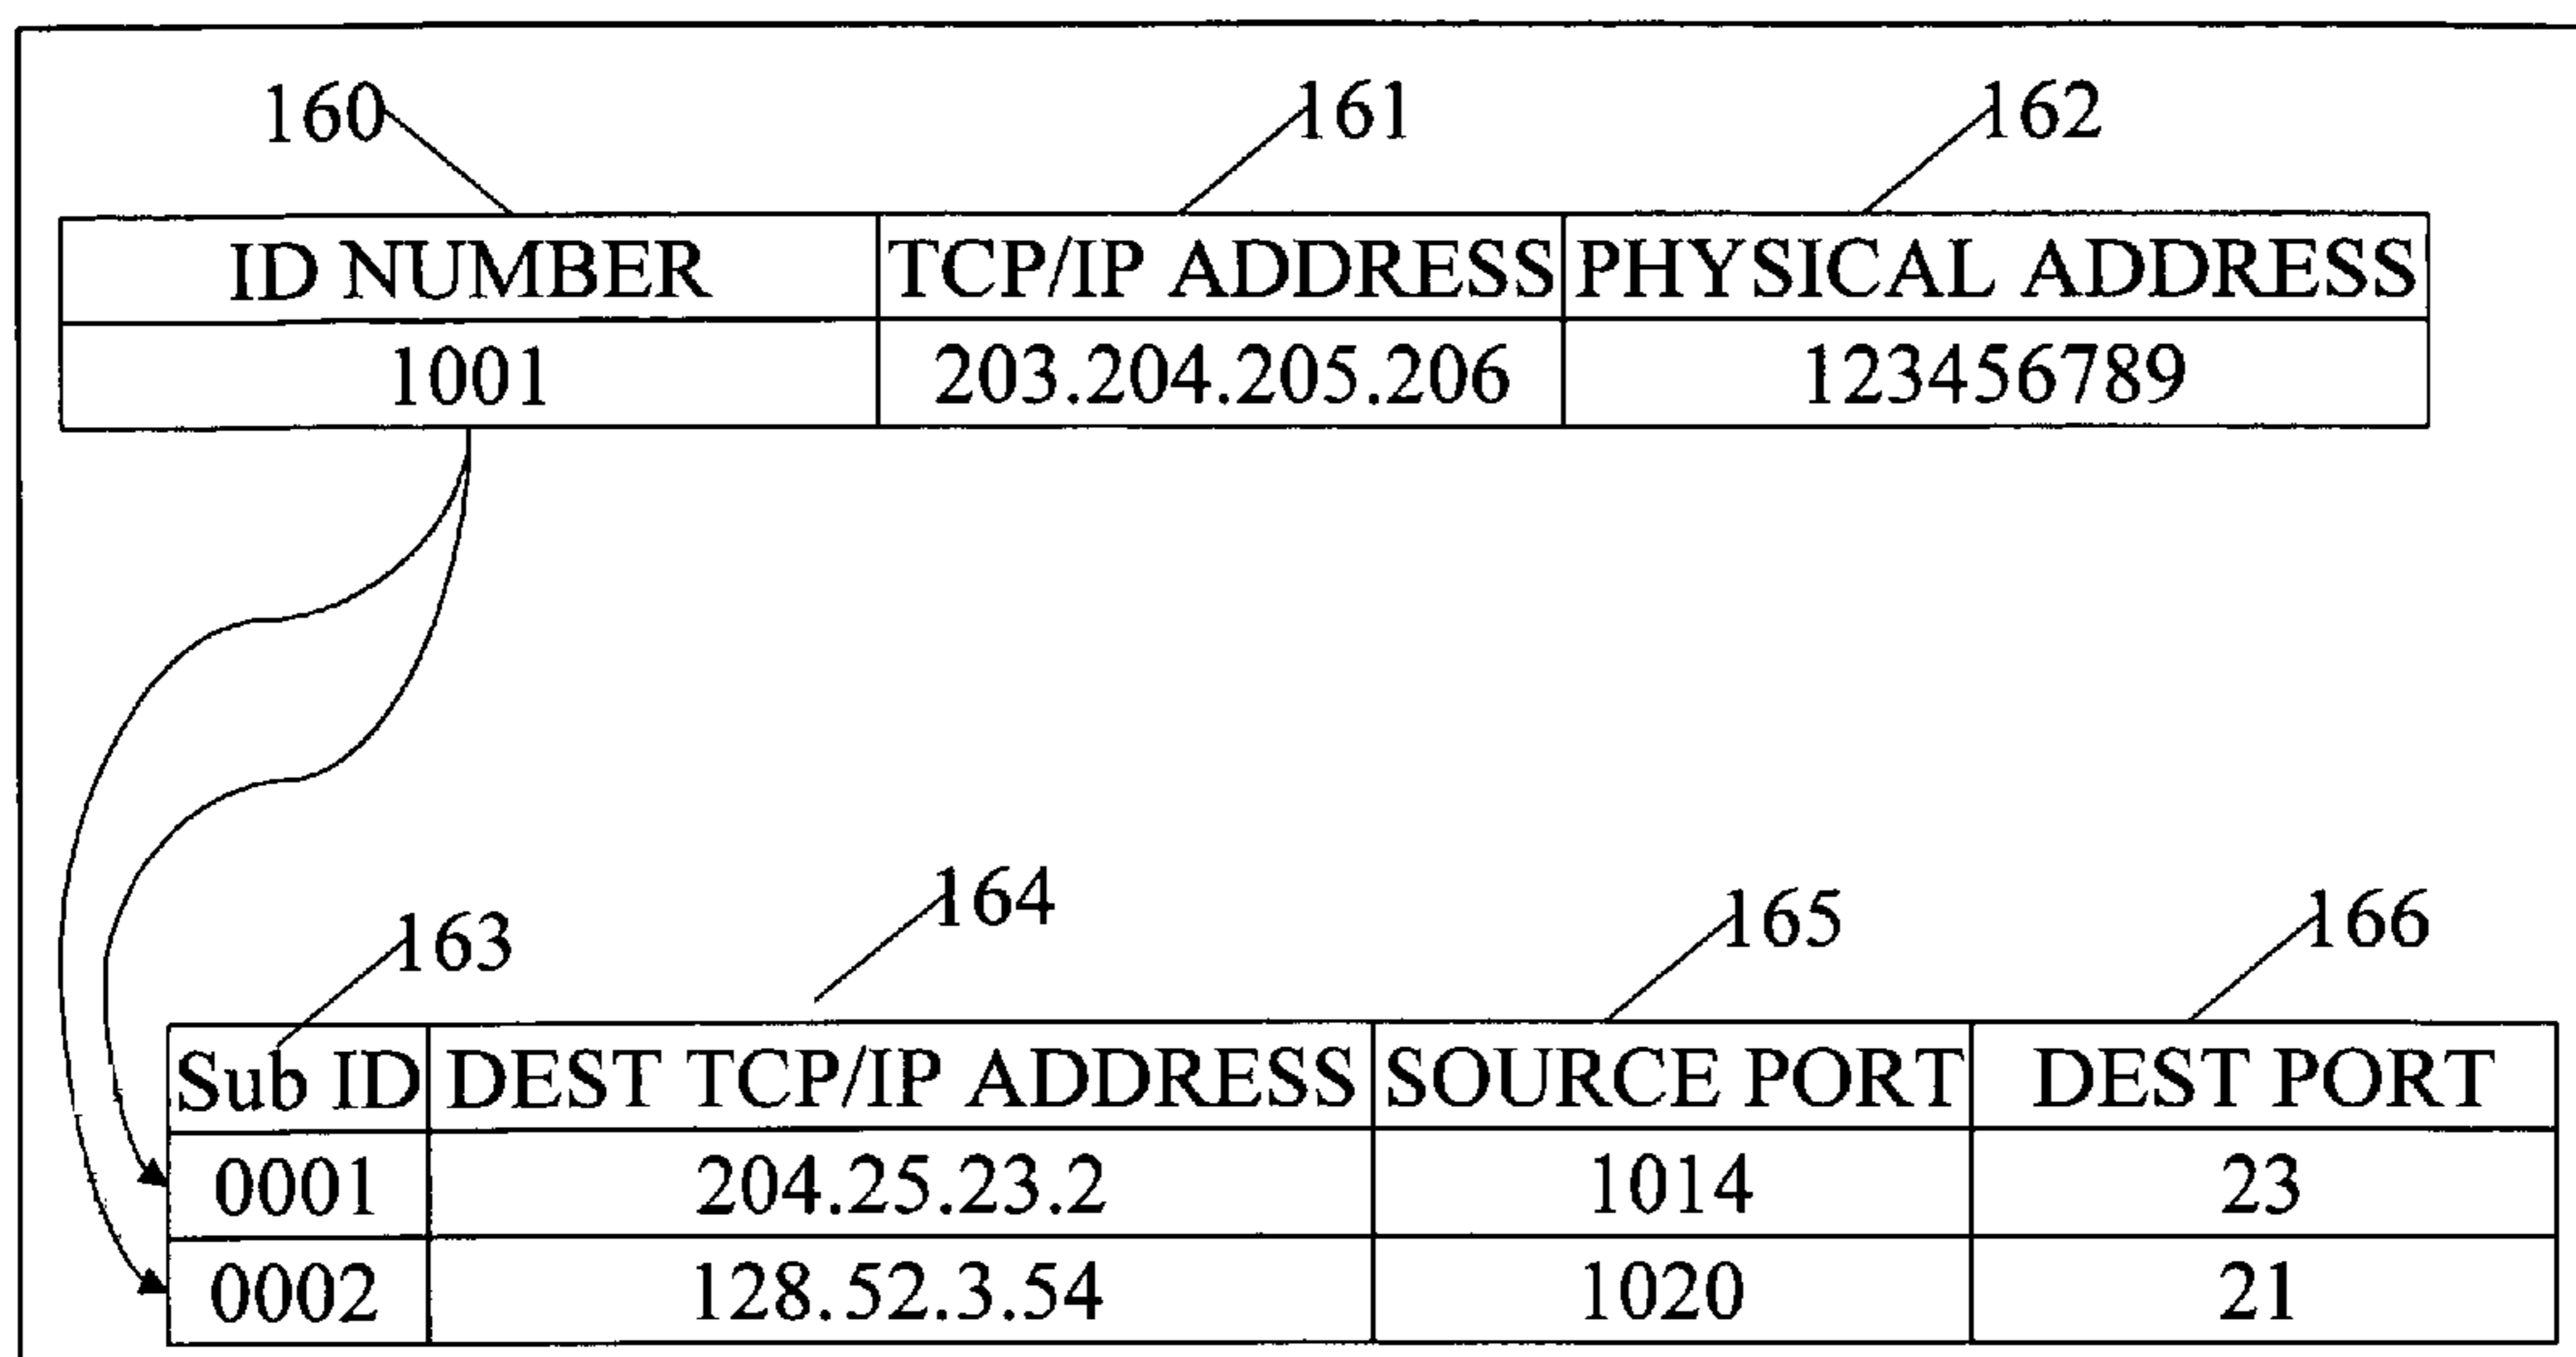 160 161 162
ID NUMBER TCP/IP ADDRESS PHYSICAL ADDRESS
1001 203.204.205.206 123456789
163 164 165 166
Sub ID DEST TCP/IP ADDRESS SOURCE PORT DEST PORT
0001 204.25.23.2 1014 23
0002 128.52.3.54 1020 21